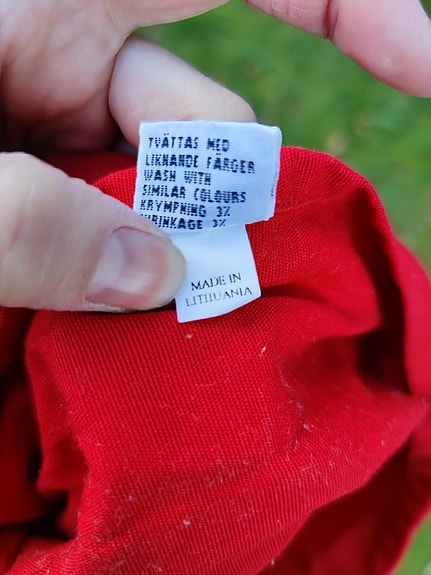 TVÄTTAS MED
LIKNANDE FÄRGER
WASH WITH
SIMILAR COLOURS
KRYMPNING 3%
SHRINKAGE 3%
MADE IN
LITHUANIA